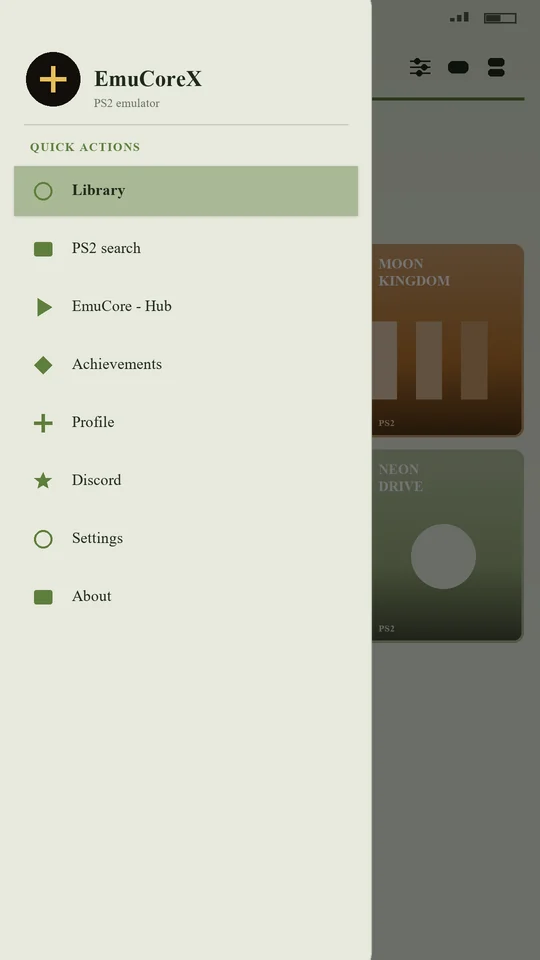 EmuCoreX
PS2 emulator
QUICK ACTIONS
Library
PS2 search
EmuCore - Hub
Achievements
Profile
Discord
Settings
About
MOON
KINGDOM
PS2
NEON
DRIVE
PS2